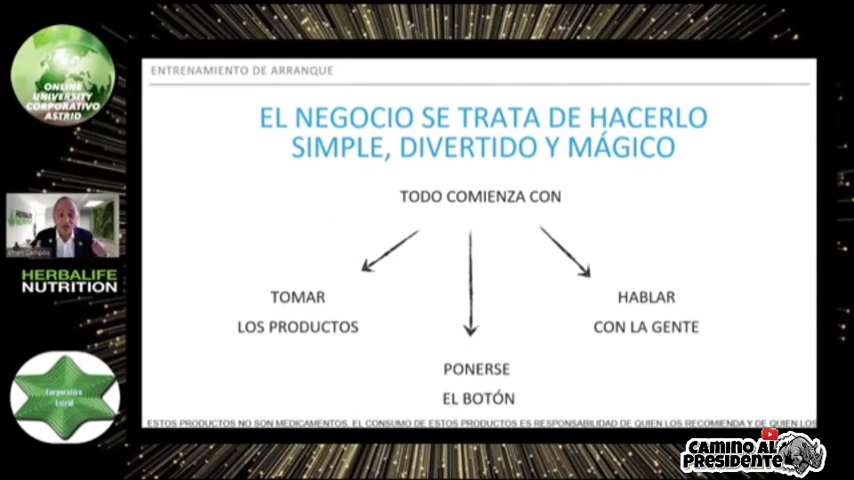 ENTRENAMIENTO DE ARRANQUE
EL NEGOCIO SE TRATA DE HACERLO
SIMPLE, DIVERTIDO Y MÁGICO
TODO COMIENZA CON
TOMAR
LOS PRODUCTOS
HABLAR
CON LA GENTE
PONERSE
EL BOTÓN
ESTOS PRODUCTOS NO SON MEDICAMENTOS. EL CONSUMO DE ESTOS PRODUCTOS ES RESPONSABILIDAD DE QUIEN LOS RECOMIENDA Y DE QUIEN LOS
ONLINE
UNIVERSITY
CORPORATIVO
ASTRID
Campos
HERBALIFE
NUTRITION
Corporativo
CAMINO AL
PRESIDENTE